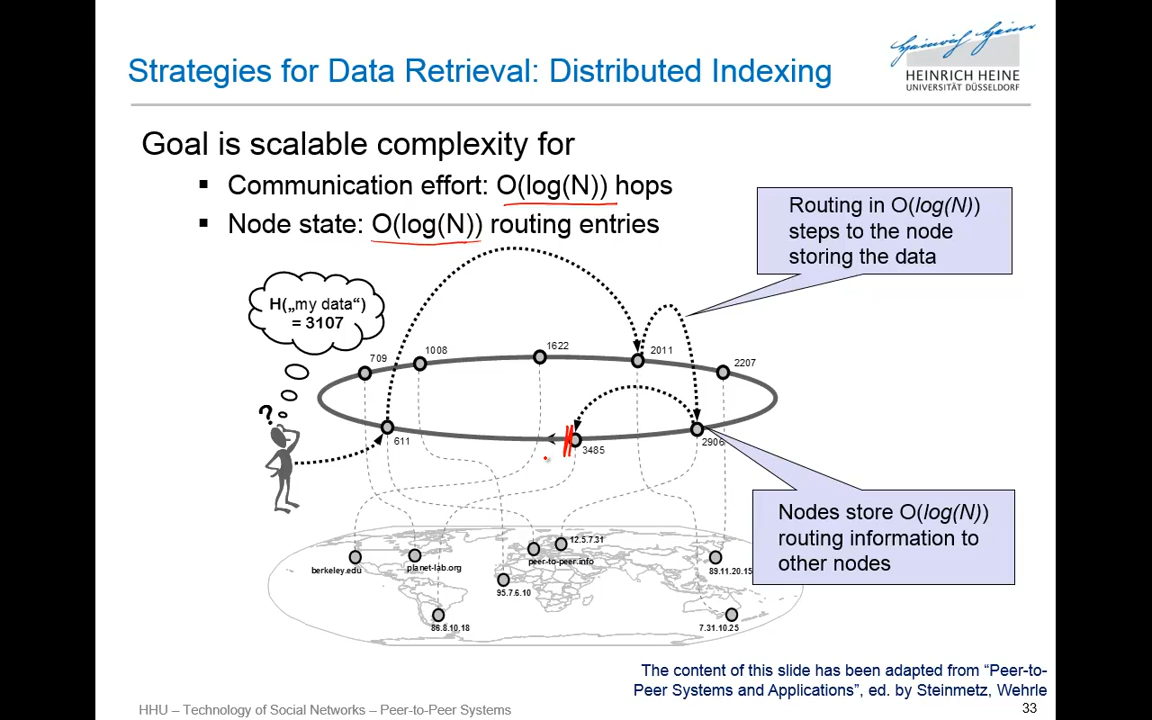 Strategies for Data Retrieval: Distributed Indexing
Heinrich Heine
HEINRICH HEINE
UNIVERSITÄT DÜSSELDORF
Goal is scalable complexity for
▪ Communication effort: O(log(N)) hops
▪ Node state: O(log(N)) routing entries
Routing in O(log(N))
steps to the node
storing the data
H(„my data“)
= 3107
709
1008
1622
2011
2207
?
611
3485
2906
Nodes store O(log(N))
routing information to
other nodes
berkeley.edu
planet-lab.org
peer-to-peer.info
12.5.7.31
95.7.6.10
86.8.10.18
89.11.20.15
7.31.10.25
The content of this slide has been adapted from “Peer-to-
Peer Systems and Applications”, ed. by Steinmetz, Wehrle
HHU – Technology of Social Networks – Peer-to-Peer Systems
33